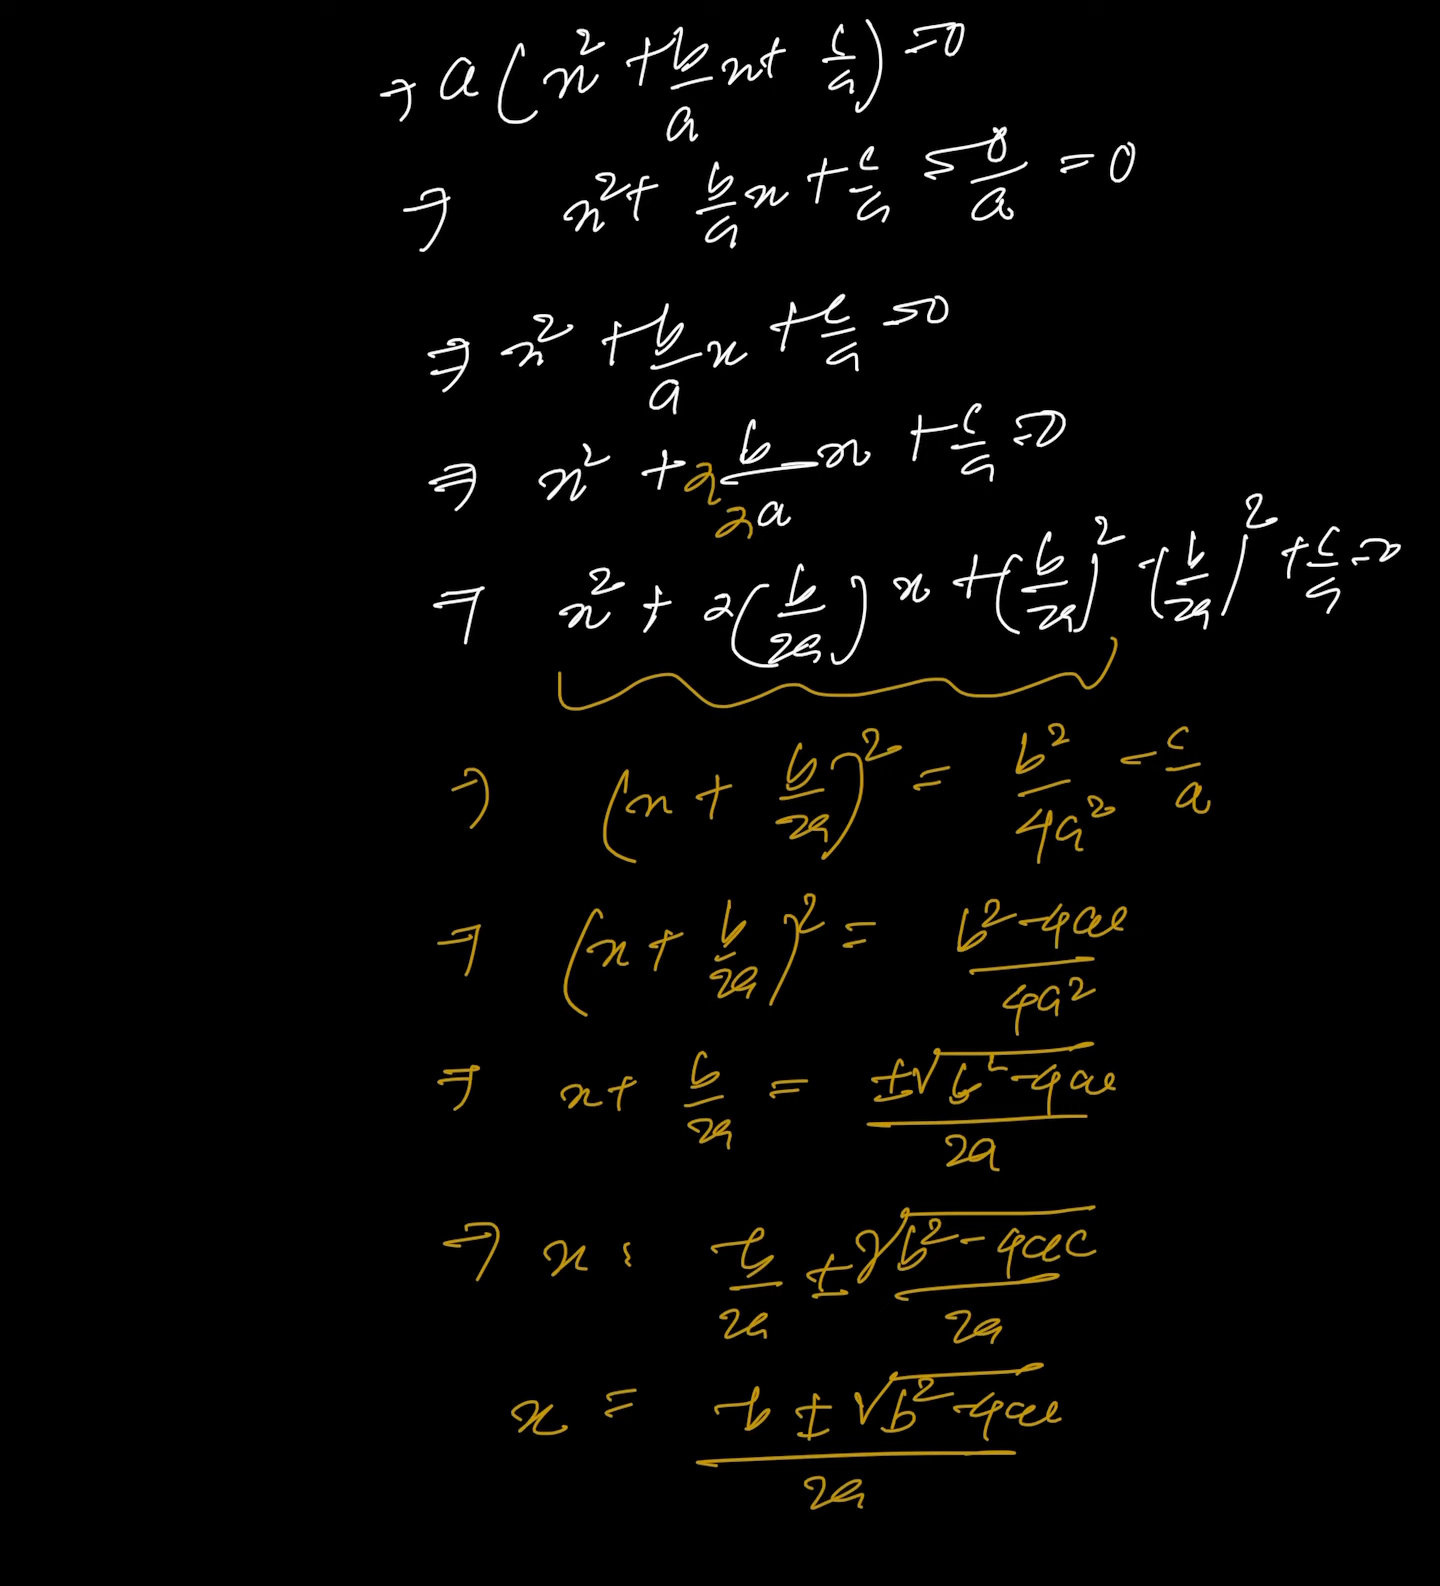 ⇒ a(x² + b/a x + c/a) = 0
⇒ x² + b/a x + c/a = 0/a = 0
⇒ x² + b/a x + c/a = 0
⇒ x² + 2 b/2a x + c/a = 0
⇒ x² + 2(b/2a) x + (b/2a)² - (b/2a)² + c/a = 0
⇒ (x + b/2a)² = b²/4a² - c/a
⇒ (x + b/2a)² = b² - 4ac/4a²
⇒ x + b/2a = ±√b² - 4ac/2a
⇒ x : -b/2a ± √b² - 4ac/2a
x = -b ± √b² - 4ac/2a